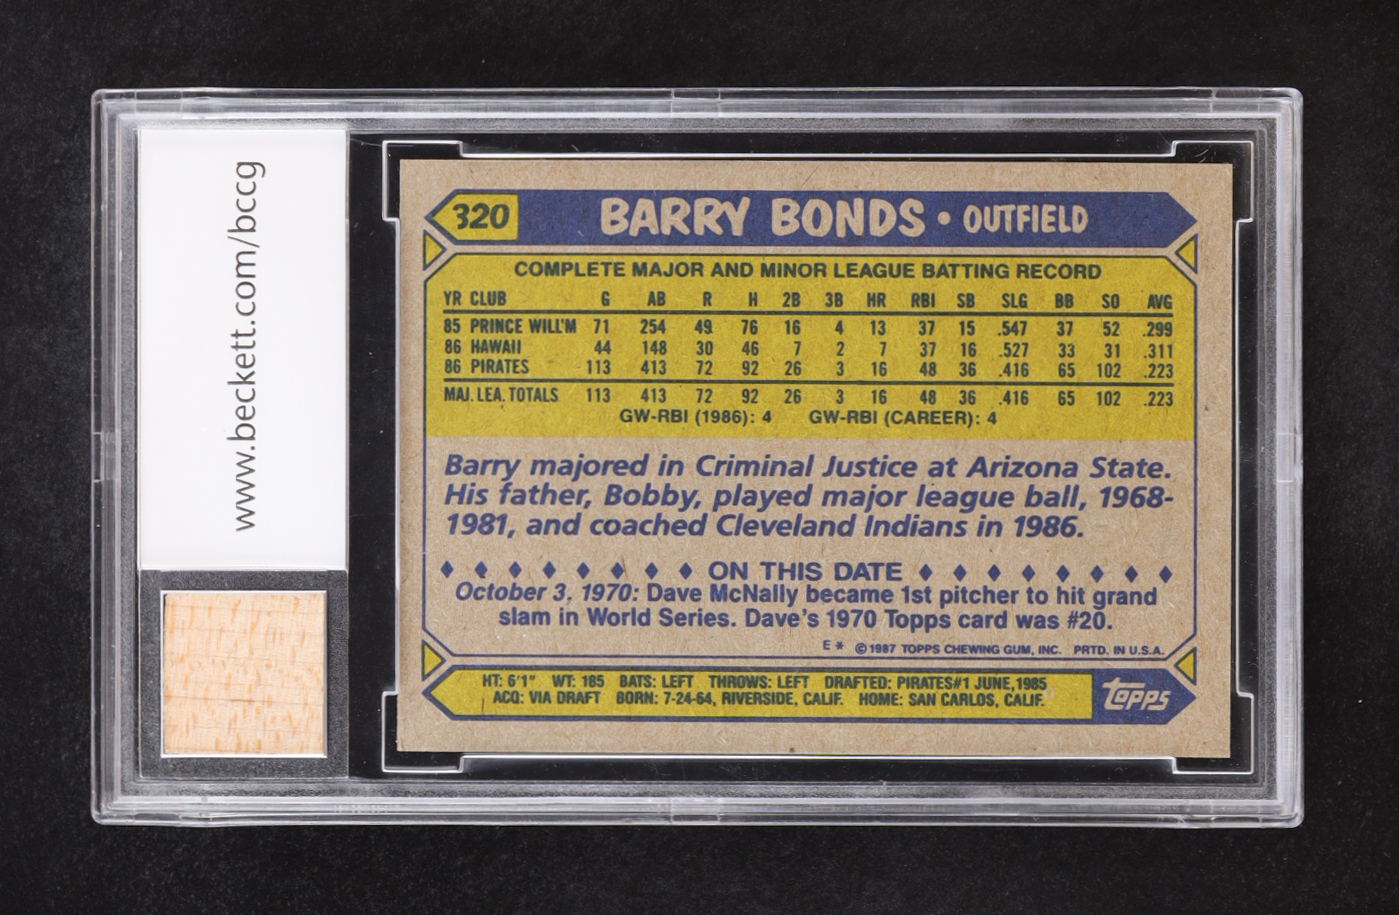 www.beckett.com/bccg
320 BARRY BONDS • OUTFIELD
COMPLETE MAJOR AND MINOR LEAGUE BATTING RECORD
YR CLUB G AB R H 2B 3B HR RBI SB SLG BB SO AVG
85 PRINCE WILL'M 71 254 49 76 16 4 13 37 15 .547 37 52 .299
86 HAWAII 44 148 30 46 7 2 7 37 16 .527 33 31 .311
86 PIRATES 113 413 72 92 26 3 16 48 36 .416 65 102 .223
MAJ. LEA. TOTALS 113 413 72 92 26 3 16 48 36 .416 65 102 .223
GW-RBI (1986): 4 GW-RBI (CAREER): 4
Barry majored in Criminal Justice at Arizona State.
His father, Bobby, played major league ball, 1968-
1981, and coached Cleveland Indians in 1986.
♦ ♦ ♦ ♦ ♦ ♦ ♦ ♦ ON THIS DATE ♦ ♦ ♦ ♦ ♦ ♦ ♦ ♦
October 3, 1970: Dave McNally became 1st pitcher to hit grand
slam in World Series. Dave's 1970 Topps card was #20.
E* © 1987 TOPPS CHEWING GUM, INC. PRTD. IN U.S.A.
HT: 6'1" WT: 185 BATS: LEFT THROWS: LEFT DRAFTED: PIRATES#1 JUNE,1985
ACQ: VIA DRAFT BORN: 7-24-64, RIVERSIDE, CALIF. HOME: SAN CARLOS, CALIF.
topps